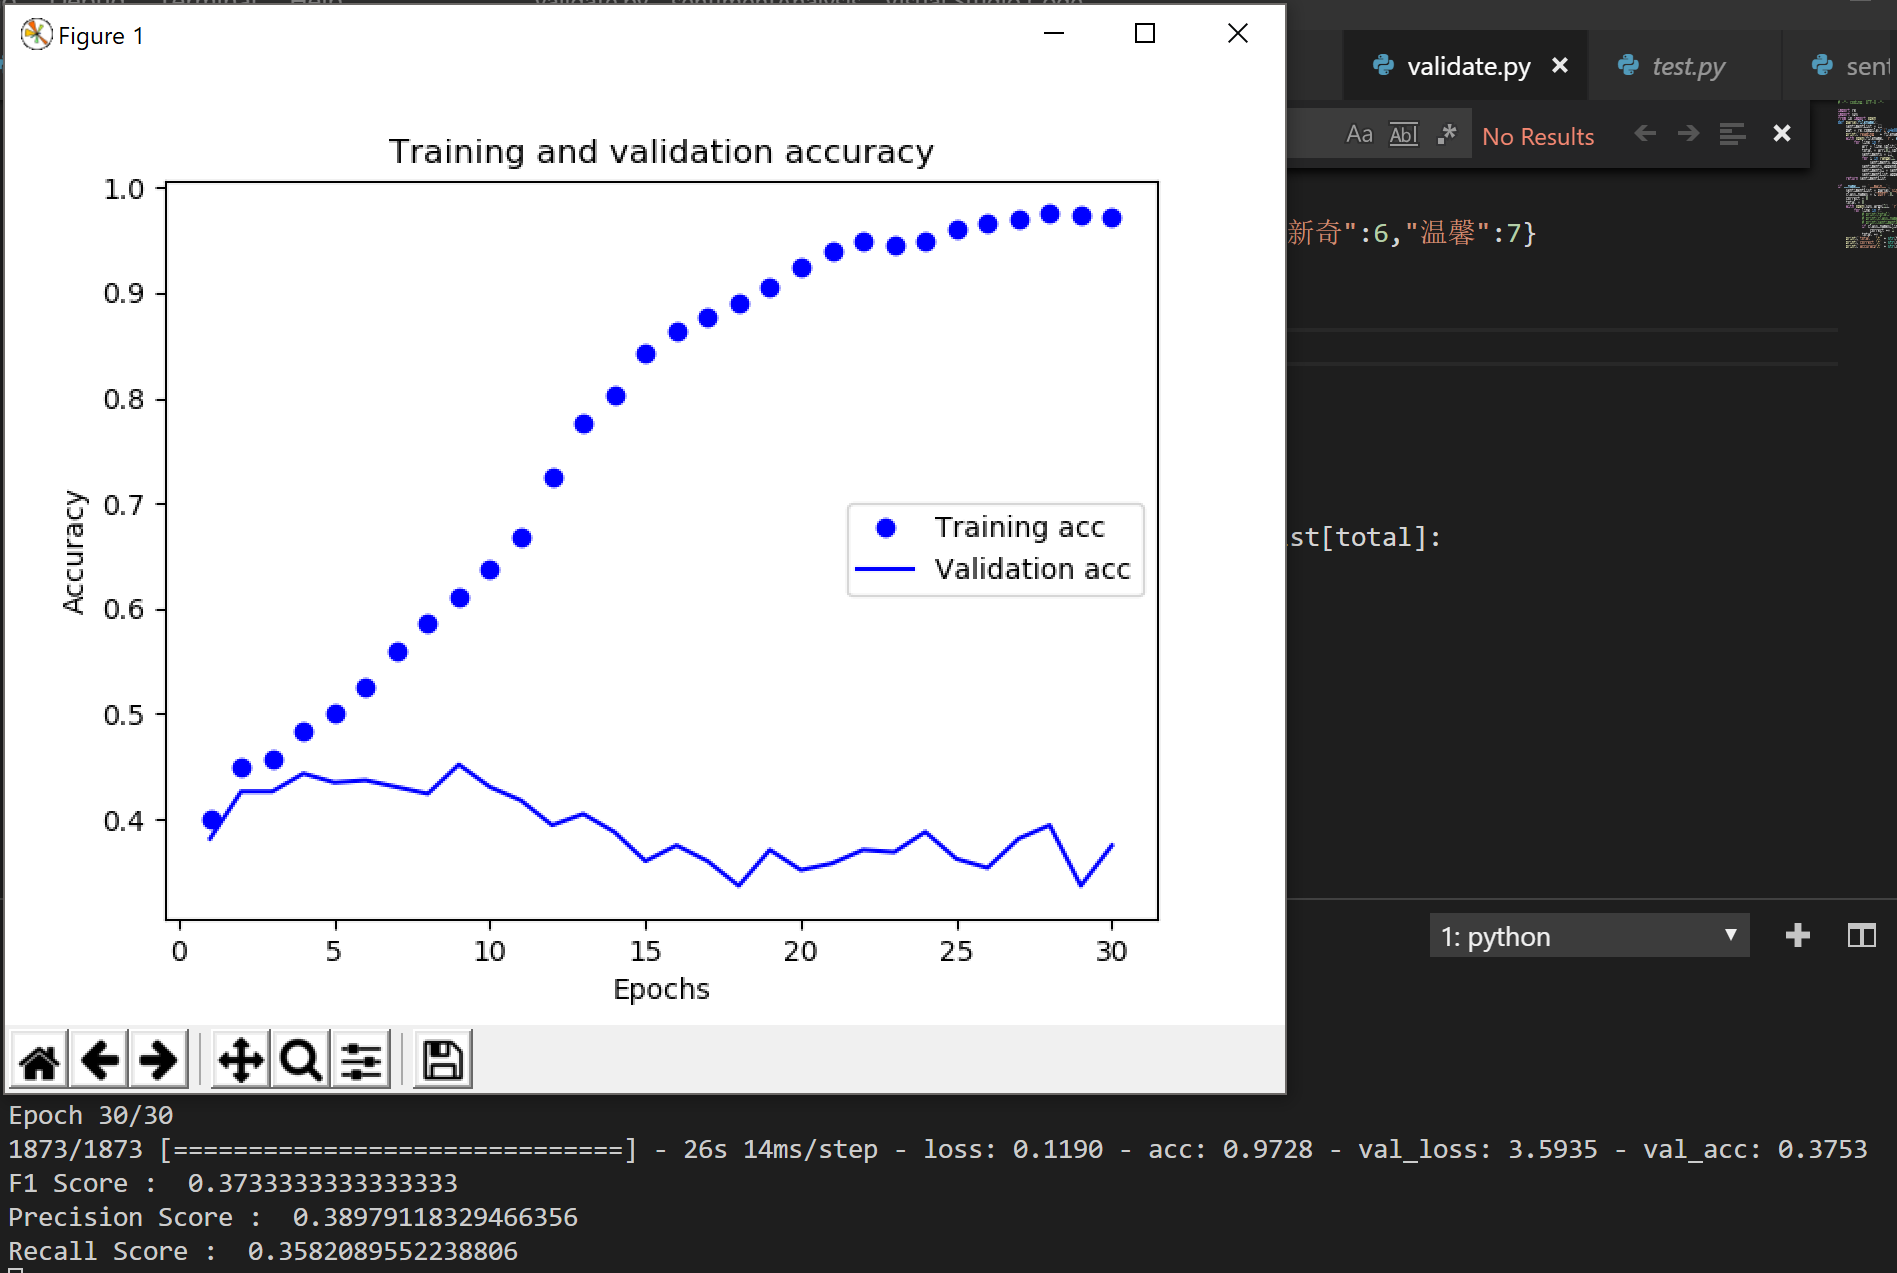 Figure 1
validate.py
test.py
sent
Aa Abl .* No Results
Training and validation accuracy
1.0
0.9
0.8
0.7
0.6
0.5
0.4
Accuracy
Training acc
Validation acc
0 5 10 15 20 25 30
Epochs
新奇":6,"温馨":7}
st[total]:
1: python
Epoch 30/30
1873/1873 [==============================] - 26s 14ms/step - loss: 0.1190 - acc: 0.9728 - val_loss: 3.5935 - val_acc: 0.3753
F1 Score :  0.3733333333333333
Precision Score :  0.38979118329466356
Recall Score :  0.3582089552238806